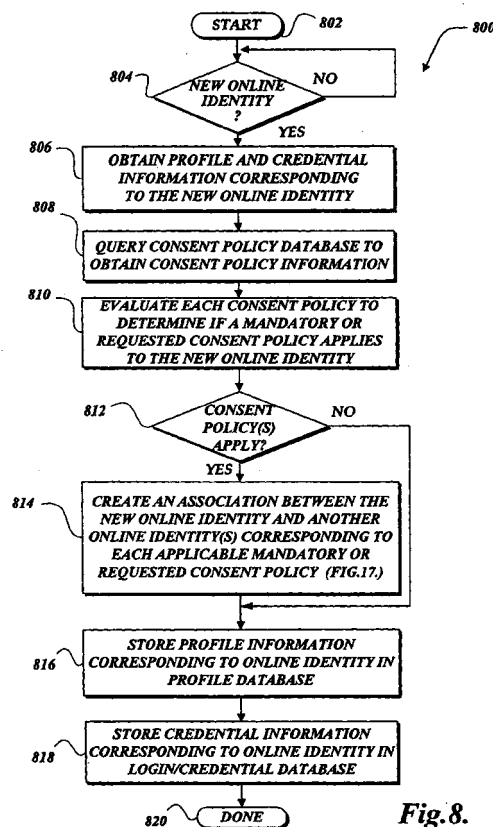 START
802
800
804
NEW ONLINE
IDENTITY
?
NO
YES
806
OBTAIN PROFILE AND CREDENTIAL
INFORMATION CORRESPONDING
TO THE NEW ONLINE IDENTITY
808
QUERY CONSENT POLICY DATABASE TO
OBTAIN CONSENT POLICY INFORMATION
810
EVALUATE EACH CONSENT POLICY TO
DETERMINE IF A MANDATORY OR
REQUESTED CONSENT POLICY APPLIES
TO THE NEW ONLINE IDENTITY
812
CONSENT
POLICY(S)
APPLY?
NO
YES
814
CREATE AN ASSOCIATION BETWEEN THE
NEW ONLINE IDENTITY AND ANOTHER
ONLINE IDENTITY(S) CORRESPONDING TO
EACH APPLICABLE MANDATORY OR
REQUESTED CONSENT POLICY (FIG.17.)
816
STORE PROFILE INFORMATION
CORRESPONDING TO ONLINE IDENTITY IN
PROFILE DATABASE
818
STORE CREDENTIAL INFORMATION
CORRESPONDING TO ONLINE IDENTITY IN
LOGIN/CREDENTIAL DATABASE
820
DONE
Fig.8.